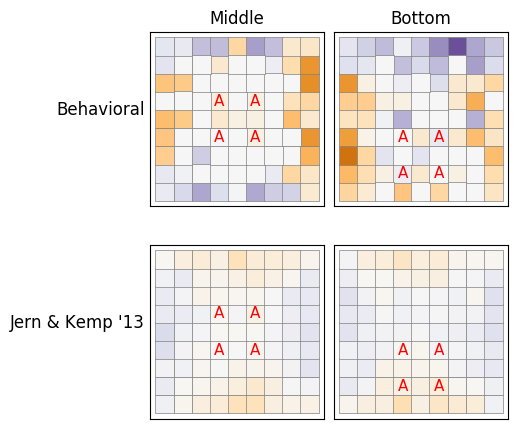 Middle Bottom
Behavioral
A A A A
A A A A
A A
Jern & Kemp '13
A A
A A A A
A A